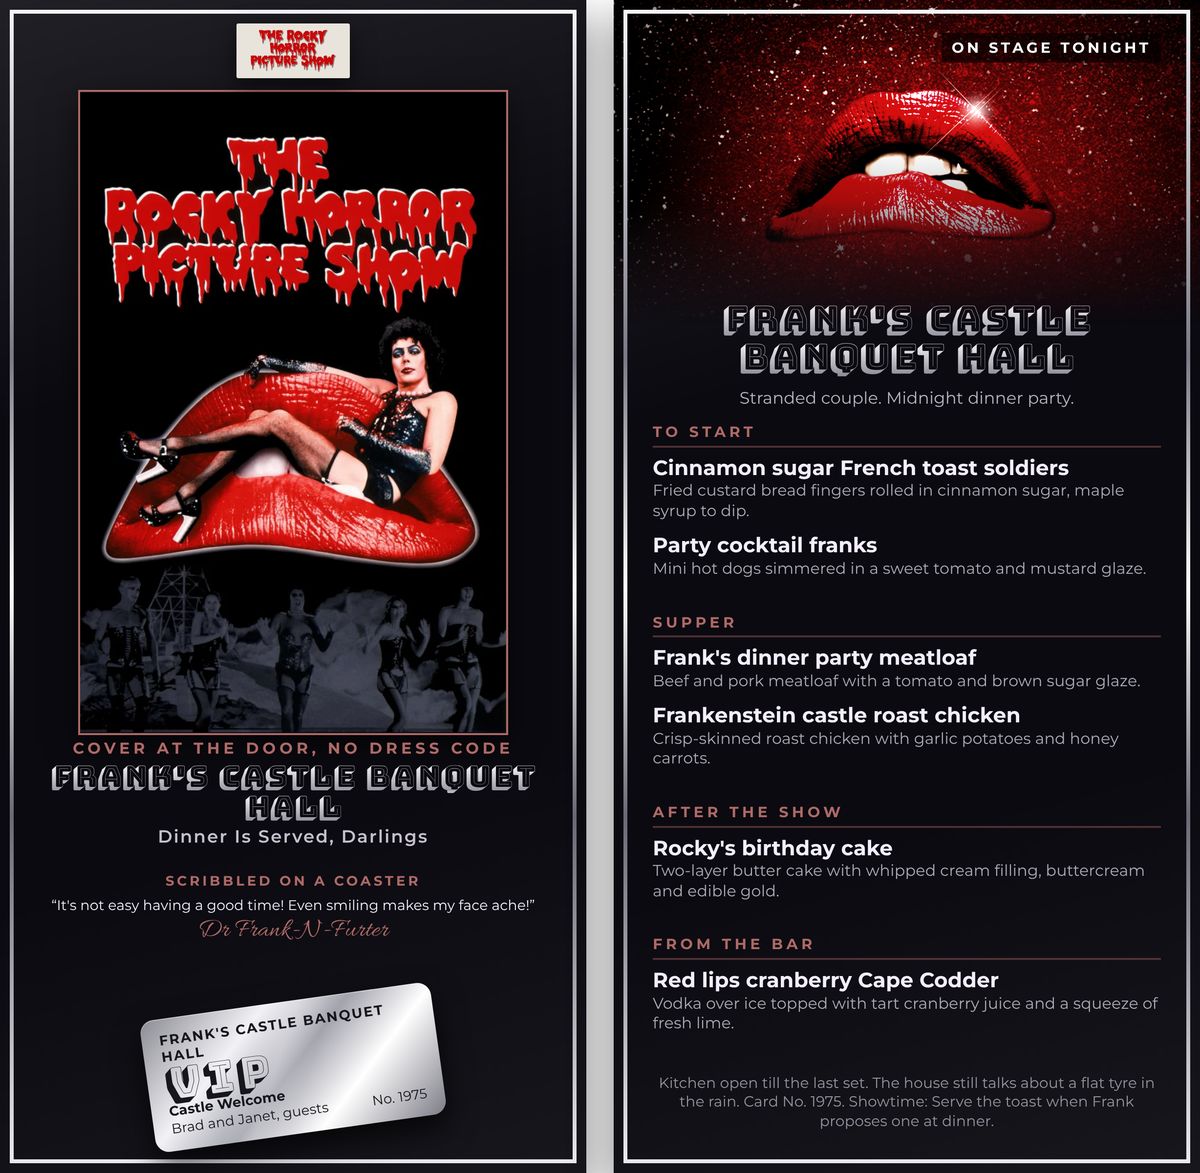 THE ROCKY
HORROR
PICTURE SHOW
THE
ROCKY HORROR
PICTURE SHOW
COVER AT THE DOOR, NO DRESS CODE
FRANK'S CASTLE BANQUET
HALL
Dinner Is Served, Darlings
SCRIBBLED ON A COASTER
“It's not easy having a good time! Even smiling makes my face ache!”
Dr Frank-N-Furter
FRANK'S CASTLE BANQUET
HALL
VIP
Castle Welcome
Brad and Janet, guests
No. 1975
ON STAGE TONIGHT
FRANK'S CASTLE
BANQUET HALL
Stranded couple. Midnight dinner party.
TO START
Cinnamon sugar French toast soldiers
Fried custard bread fingers rolled in cinnamon sugar, maple
syrup to dip.
Party cocktail franks
Mini hot dogs simmered in a sweet tomato and mustard glaze.
SUPPER
Frank's dinner party meatloaf
Beef and pork meatloaf with a tomato and brown sugar glaze.
Frankenstein castle roast chicken
Crisp-skinned roast chicken with garlic potatoes and honey
carrots.
AFTER THE SHOW
Rocky's birthday cake
Two-layer butter cake with whipped cream filling, buttercream
and edible gold.
FROM THE BAR
Red lips cranberry Cape Codder
Vodka over ice topped with tart cranberry juice and a squeeze of
fresh lime.
Kitchen open till the last set. The house still talks about a flat tyre in
the rain. Card No. 1975. Showtime: Serve the toast when Frank
proposes one at dinner.